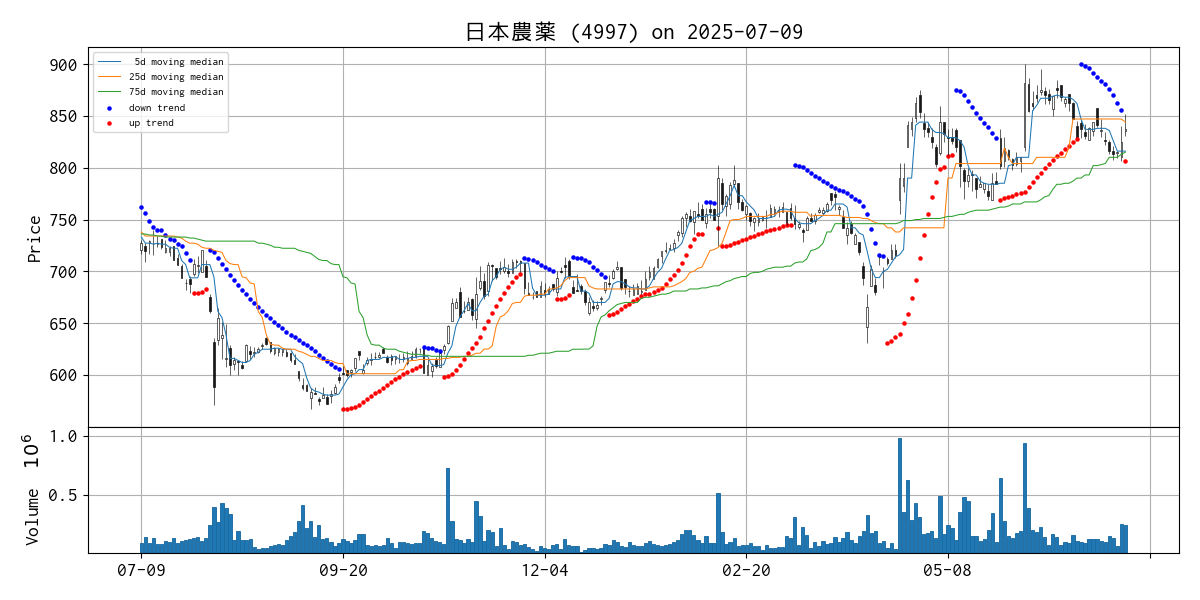 日本農薬 (4997) on 2025-07-09
5d moving median
25d moving median
75d moving median
down trend
up trend
900
850
800
750
700
650
600
Price
1.0
0.5
Volume 10⁶
07-09
09-20
12-04
02-20
05-08